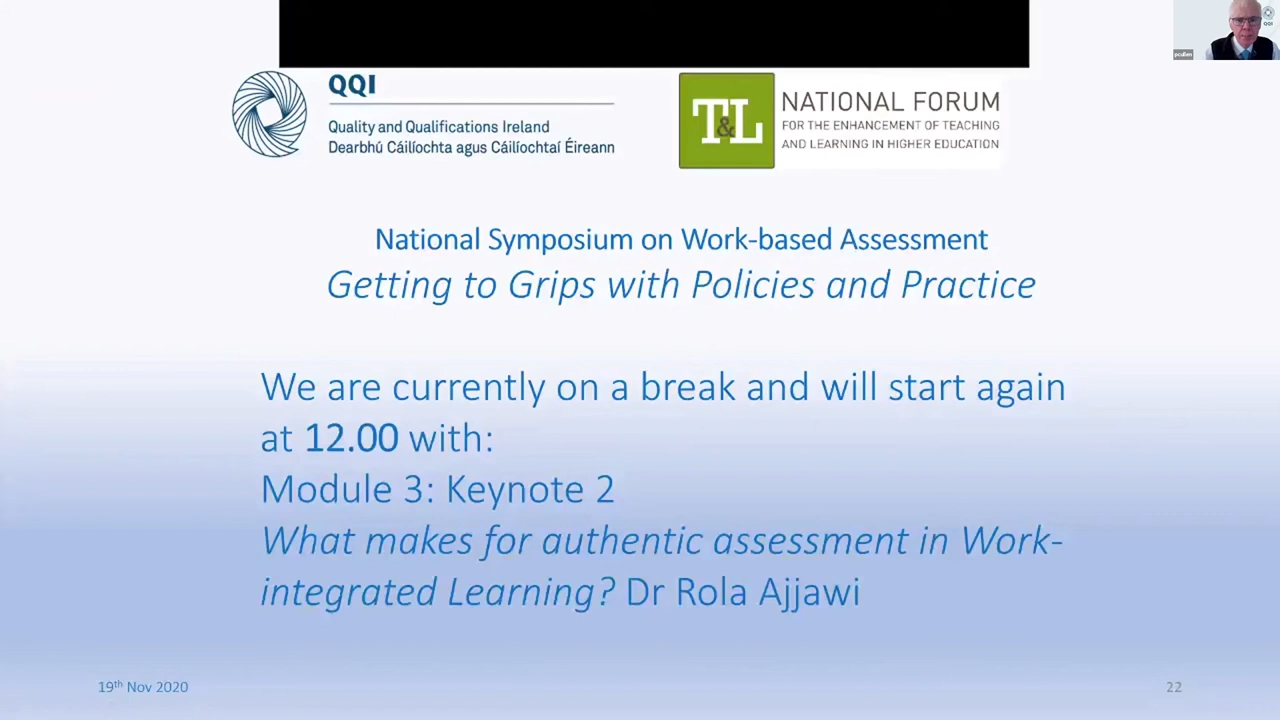 QQI
Quality and Qualifications Ireland
Dearbhú Cáilíochta agus Cáilíochtaí Éireann
T&L
NATIONAL FORUM
FOR THE ENHANCEMENT OF TEACHING
AND LEARNING IN HIGHER EDUCATION
pcullen
QQI
National Symposium on Work-based Assessment
Getting to Grips with Policies and Practice
We are currently on a break and will start again
at 12.00 with:
Module 3: Keynote 2
What makes for authentic assessment in Work-
integrated Learning? Dr Rola Ajjawi
19th Nov 2020
22